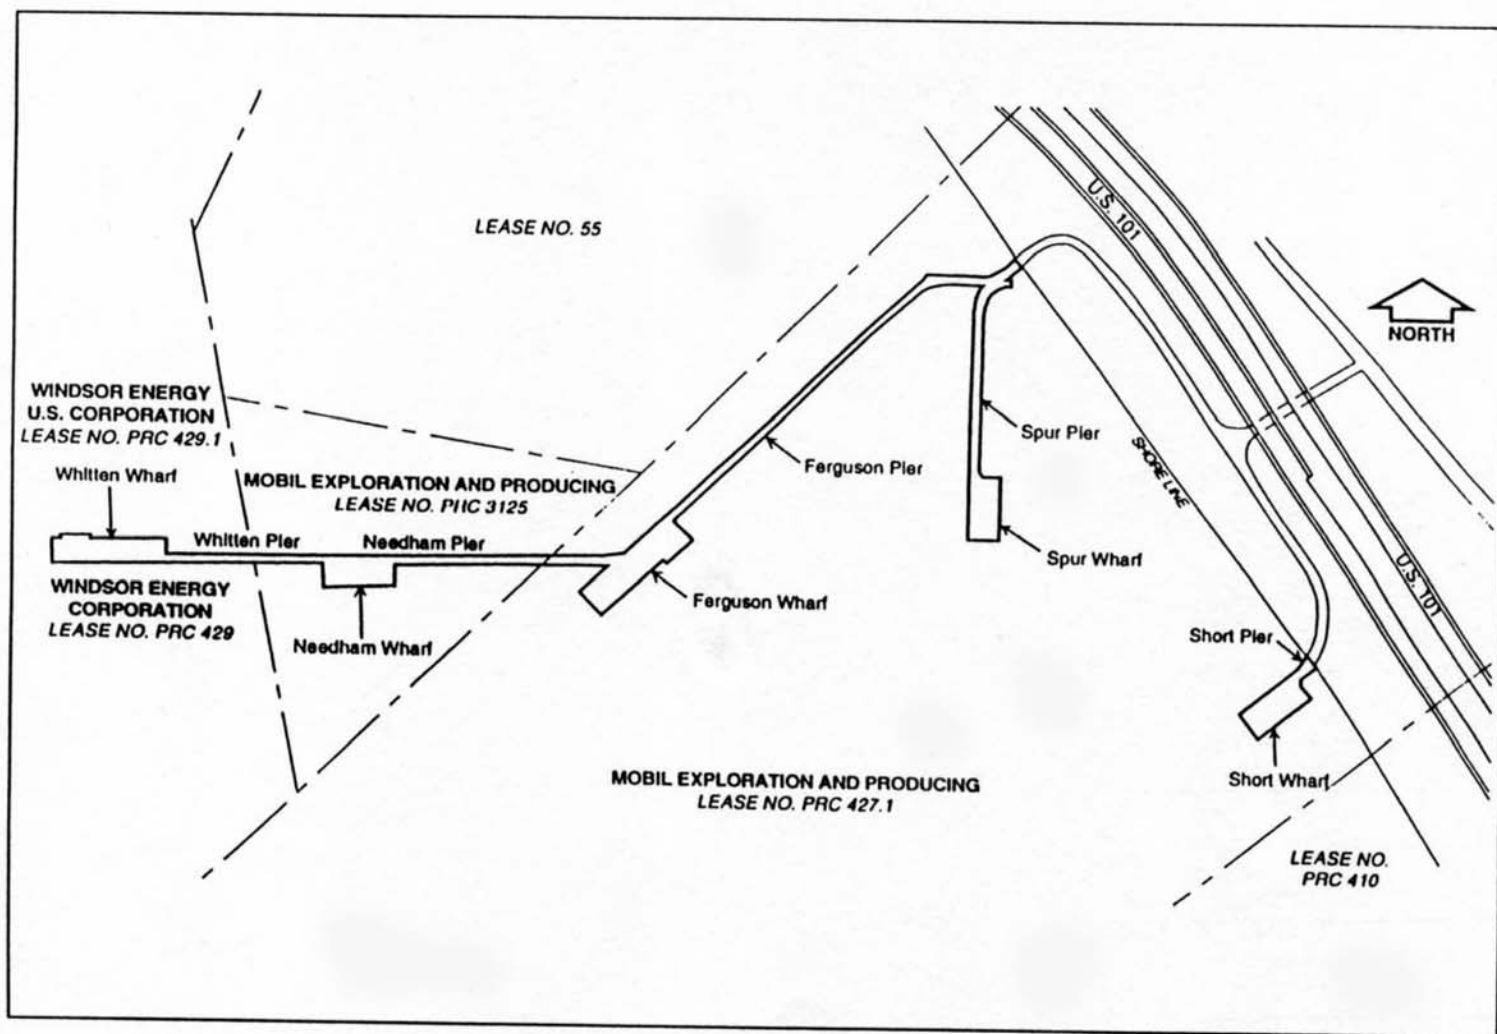 LEASE NO. 55
U.S. 101
NORTH
WINDSOR ENERGY
U.S. CORPORATION
LEASE NO. PRC 429.1
Whitten Wharf
MOBIL EXPLORATION AND PRODUCING
LEASE NO. PRC 3125
Whitten Pier
Needham Pier
Ferguson Pier
Spur Pier
SHORE LINE
Spur Wharf
U.S. 101
WINDSOR ENERGY
CORPORATION
LEASE NO. PRC 429
Needham Wharf
Ferguson Wharf
Short Pier
Short Wharf
MOBIL EXPLORATION AND PRODUCING
LEASE NO. PRC 427.1
LEASE NO.
PRC 410